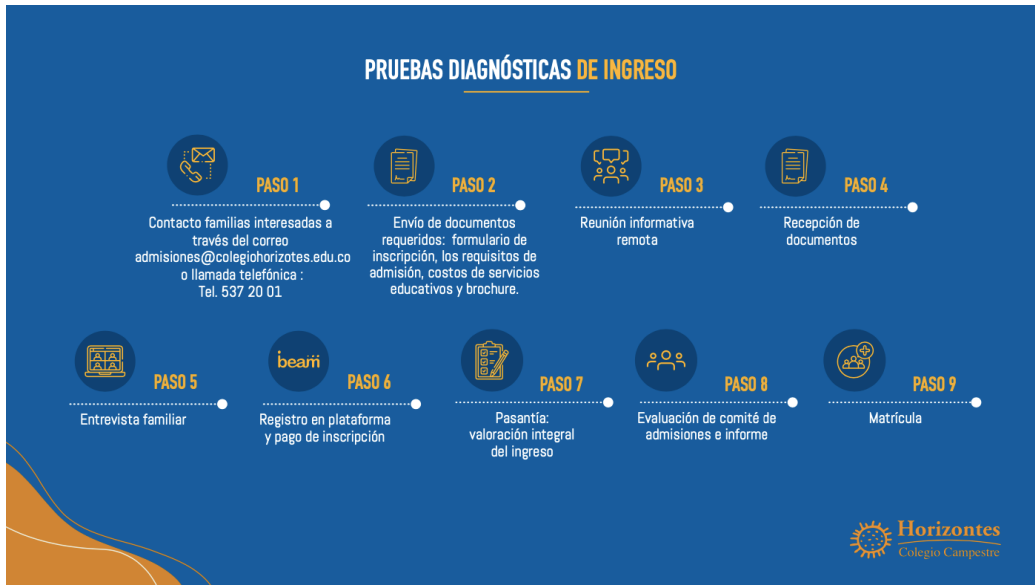 PRUEBAS DIAGNÓSTICAS DE INGRESO
PASO 1
Contacto familias interesadas a
través del correo
admisiones@colegiohorizotes.edu.co
o llamada telefónica :
Tel. 537 20 01
PASO 2
Envío de documentos
requeridos: formulario de
inscripción, los requisitos de
admisión, costos de servicios
educativos y brochure.
PASO 3
Reunión informativa
remota
PASO 4
Recepción de
documentos
PASO 5
Entrevista familiar
beam
PASO 6
Registro en plataforma
y pago de inscripción
PASO 7
Pasantía:
valoración integral
del ingreso
PASO 8
Evaluación de comité de
admisiones e informe
PASO 9
Matrícula
Horizontes
Colegio Campestre